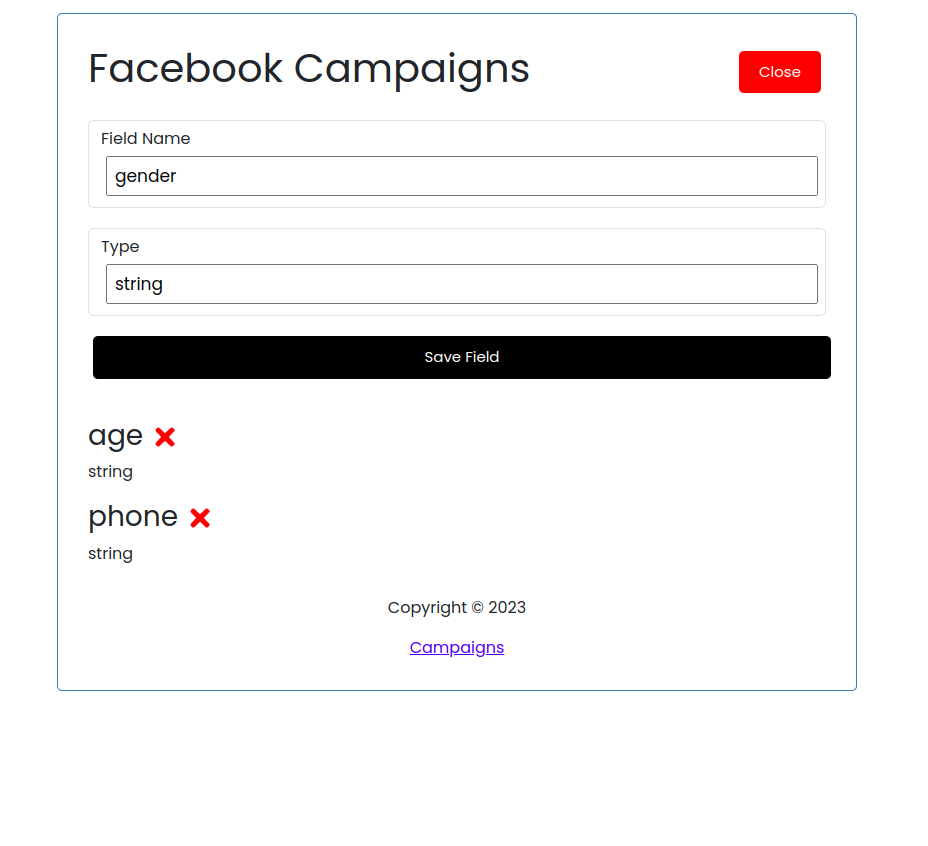 Facebook Campaigns
Close
Field Name
gender
Type
string
Save Field
age
string
phone
string
Copyright © 2023
Campaigns